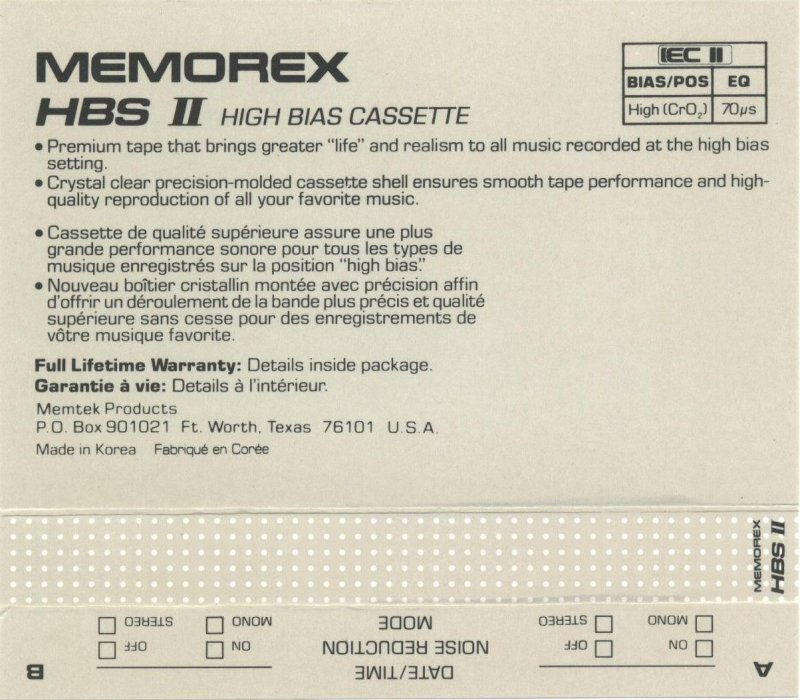 MEMOREX
HBS II HIGH BIAS CASSETTE
IEC II
BIAS/POS EQ
High (CrO₂) 70µs
• Premium tape that brings greater "life" and realism to all music recorded at the high bias
setting.
• Crystal clear precision-molded cassette shell ensures smooth tape performance and high-
quality reproduction of all your favorite music.
• Cassette de qualité supérieure assure une plus
grande performance sonore pour tous les types de
musique enregistrés sur la position "high bias."
• Nouveau boîtier cristallin montée avec précision affin
d'offrir un déroulement de la bande plus précis et qualité
supérieure sans cesse pour des enregistrements de
vôtre musique favorite.
Full Lifetime Warranty: Details inside package.
Garantie à vie: Details à l'intérieur.
Memtek Products
P.O. Box 901021 Ft. Worth, Texas 76101 U.S.A.
Made in Korea Fabriqué en Corée
MEMOREX
HBS II
A DATE/TIME B
ON OFF NOISE REDUCTION ON OFF
MONO STEREO MODE MONO STEREO